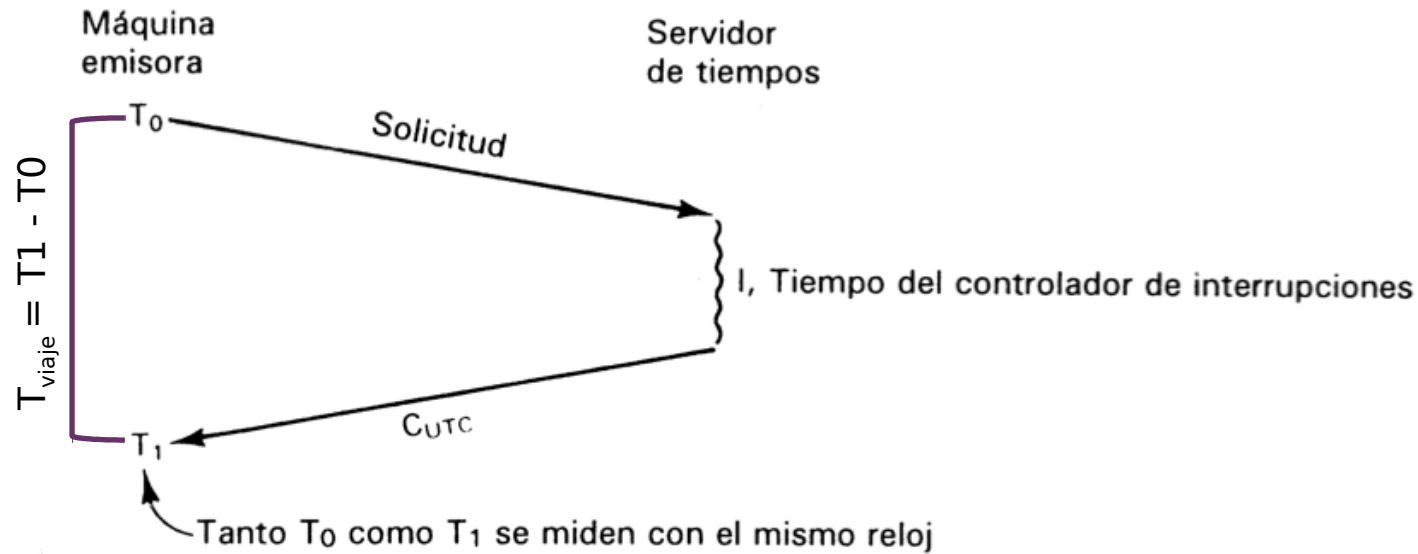 Máquina
emisora
Servidor
de tiempos
T₀
Solicitud
T_viaje = T1 - T0
I, Tiempo del controlador de interrupciones
C_UTC
T₁
Tanto T₀ como T₁ se miden con el mismo reloj